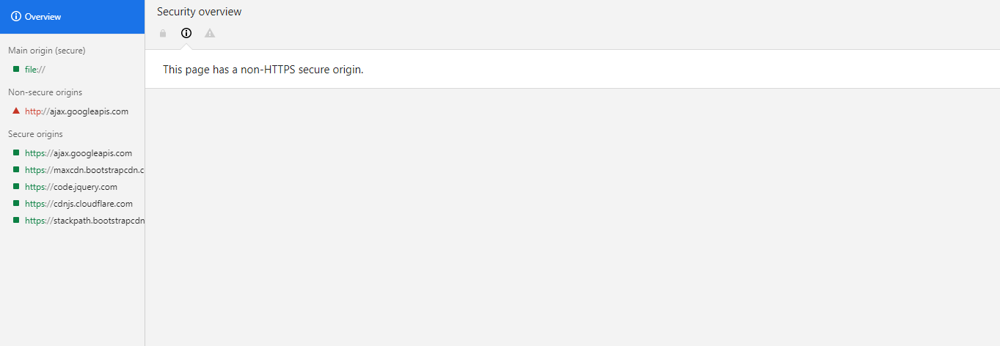 Overview
Main origin (secure)
file://
Non-secure origins
http://ajax.googleapis.com
Secure origins
https://ajax.googleapis.com
https://maxcdn.bootstrapcdn.c
https://code.jquery.com
https://cdnjs.cloudflare.com
https://stackpath.bootstrapcdn
Security overview
This page has a non-HTTPS secure origin.